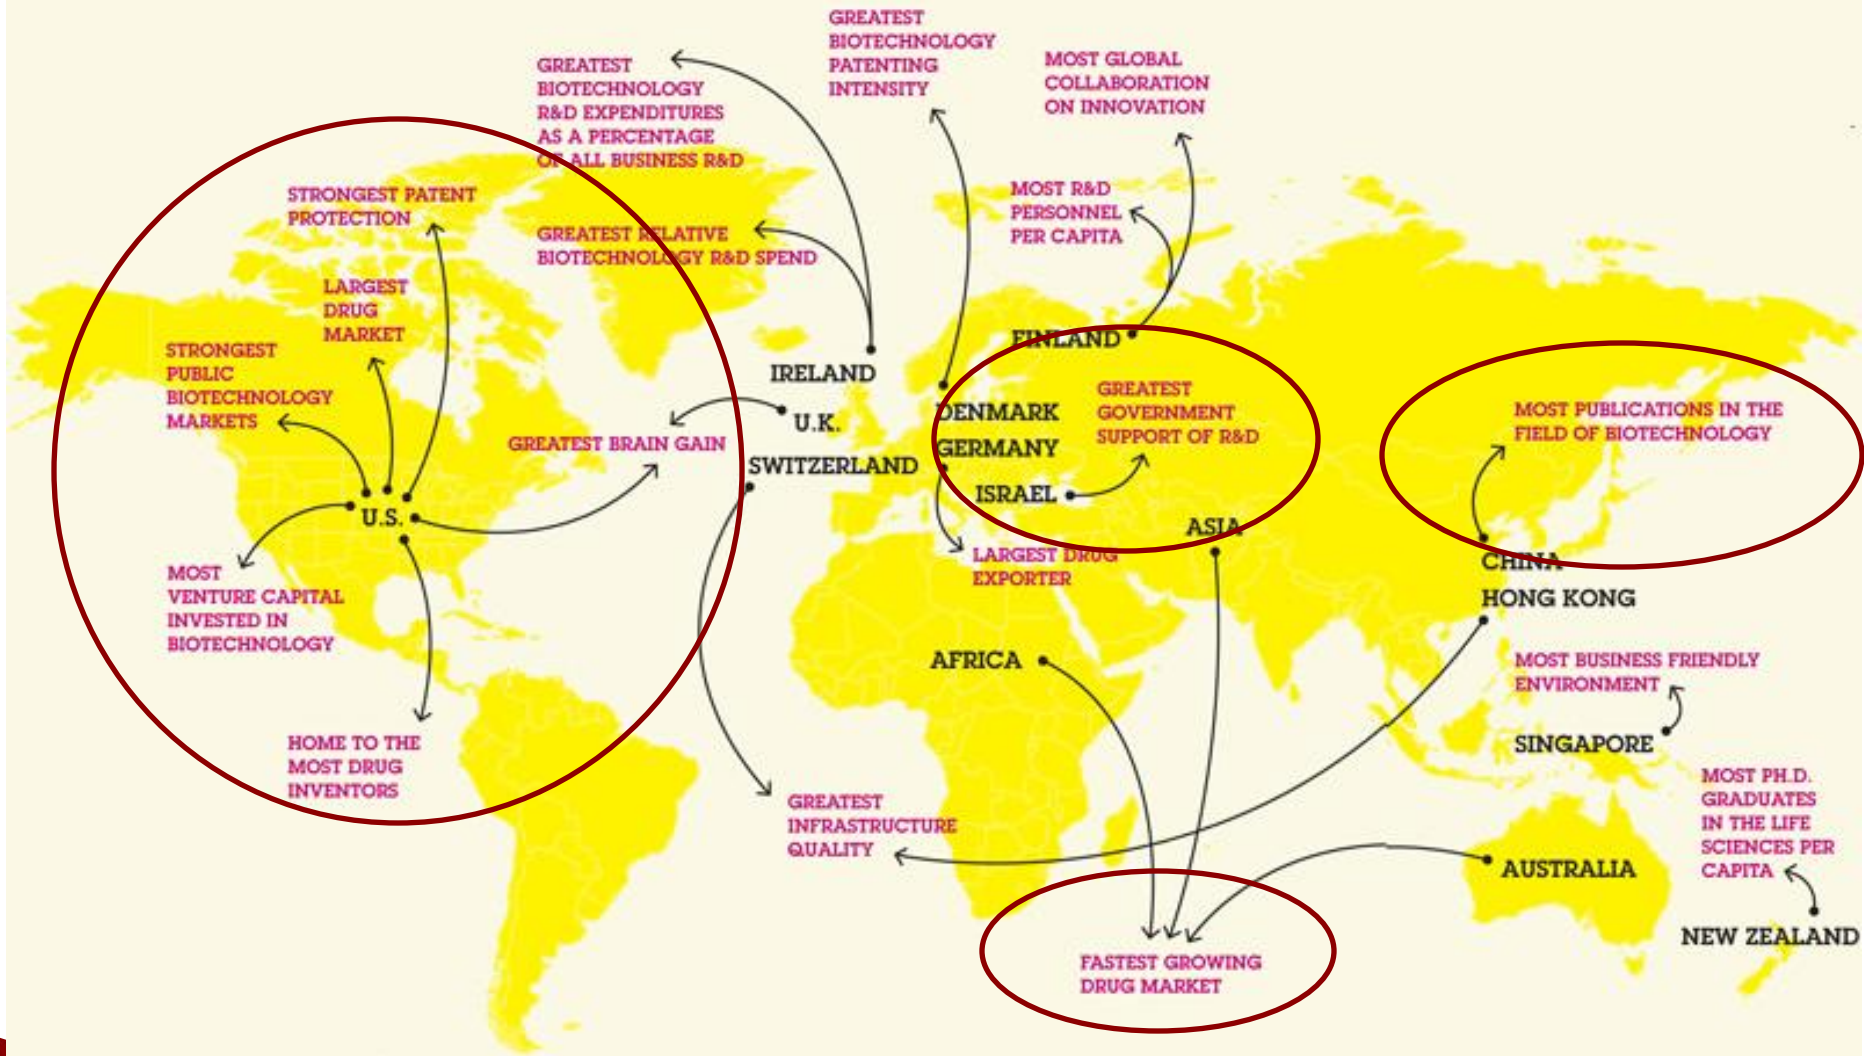 GREATEST
BIOTECHNOLOGY
PATENTING
INTENSITY
MOST GLOBAL
COLLABORATION
ON INNOVATION
GREATEST
BIOTECHNOLOGY
R&D EXPENDITURES
AS A PERCENTAGE
OF ALL BUSINESS R&D
STRONGEST PATENT
PROTECTION
MOST R&D
PERSONNEL
PER CAPITA
GREATEST RELATIVE
BIOTECHNOLOGY R&D SPEND
LARGEST
DRUG
MARKET
STRONGEST
PUBLIC
BIOTECHNOLOGY
MARKETS
IRELAND
FINLAND
U.K.
DENMARK
GERMANY
GREATEST
GOVERNMENT
SUPPORT OF R&D
MOST PUBLICATIONS IN THE
FIELD OF BIOTECHNOLOGY
GREATEST BRAIN GAIN
SWITZERLAND
ISRAEL
U.S.
ASIA
LARGEST DRUG
EXPORTER
CHINA
HONG KONG
MOST
VENTURE CAPITAL
INVESTED IN
BIOTECHNOLOGY
AFRICA
MOST BUSINESS FRIENDLY
ENVIRONMENT
SINGAPORE
HOME TO THE
MOST DRUG
INVENTORS
GREATEST
INFRASTRUCTURE
QUALITY
MOST PH.D.
GRADUATES
IN THE LIFE
SCIENCES PER
CAPITA
AUSTRALIA
NEW ZEALAND
FASTEST GROWING
DRUG MARKET